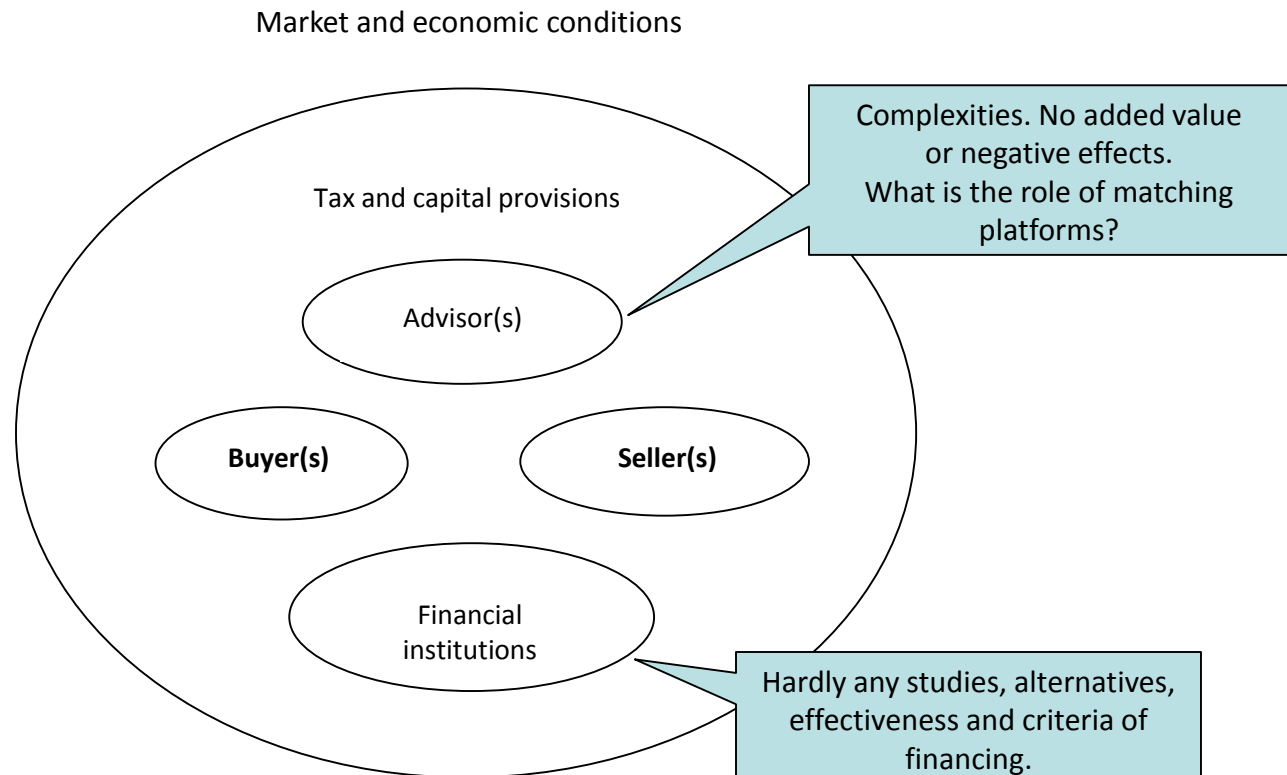 Market and economic conditions
Complexities. No added value
or negative effects.
What is the role of matching
platforms?
Tax and capital provisions
Advisor(s)
Buyer(s)
Seller(s)
Financial
institutions
Hardly any studies, alternatives,
effectiveness and criteria of
financing.